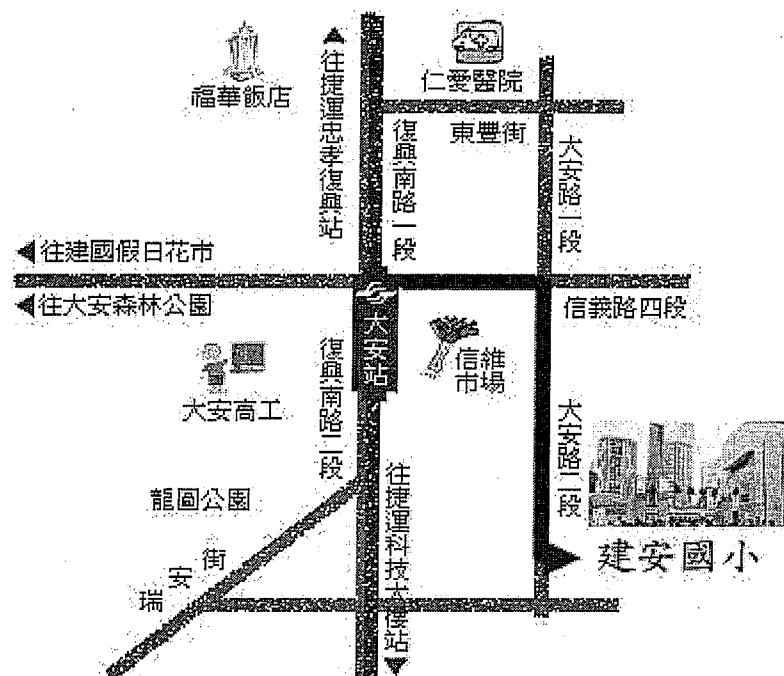 福華飯店
▲往捷運忠孝復興站
仁愛醫院
東豐街
復興南路一段
大安路一段
◀往建國假日花市
◀往大安森林公園
信義路四段
大安站
大安高工
復興南路二段
信維
市場
大安路二段
龍圖公園
瑞安街
往捷運科技大樓站▼
建安國小